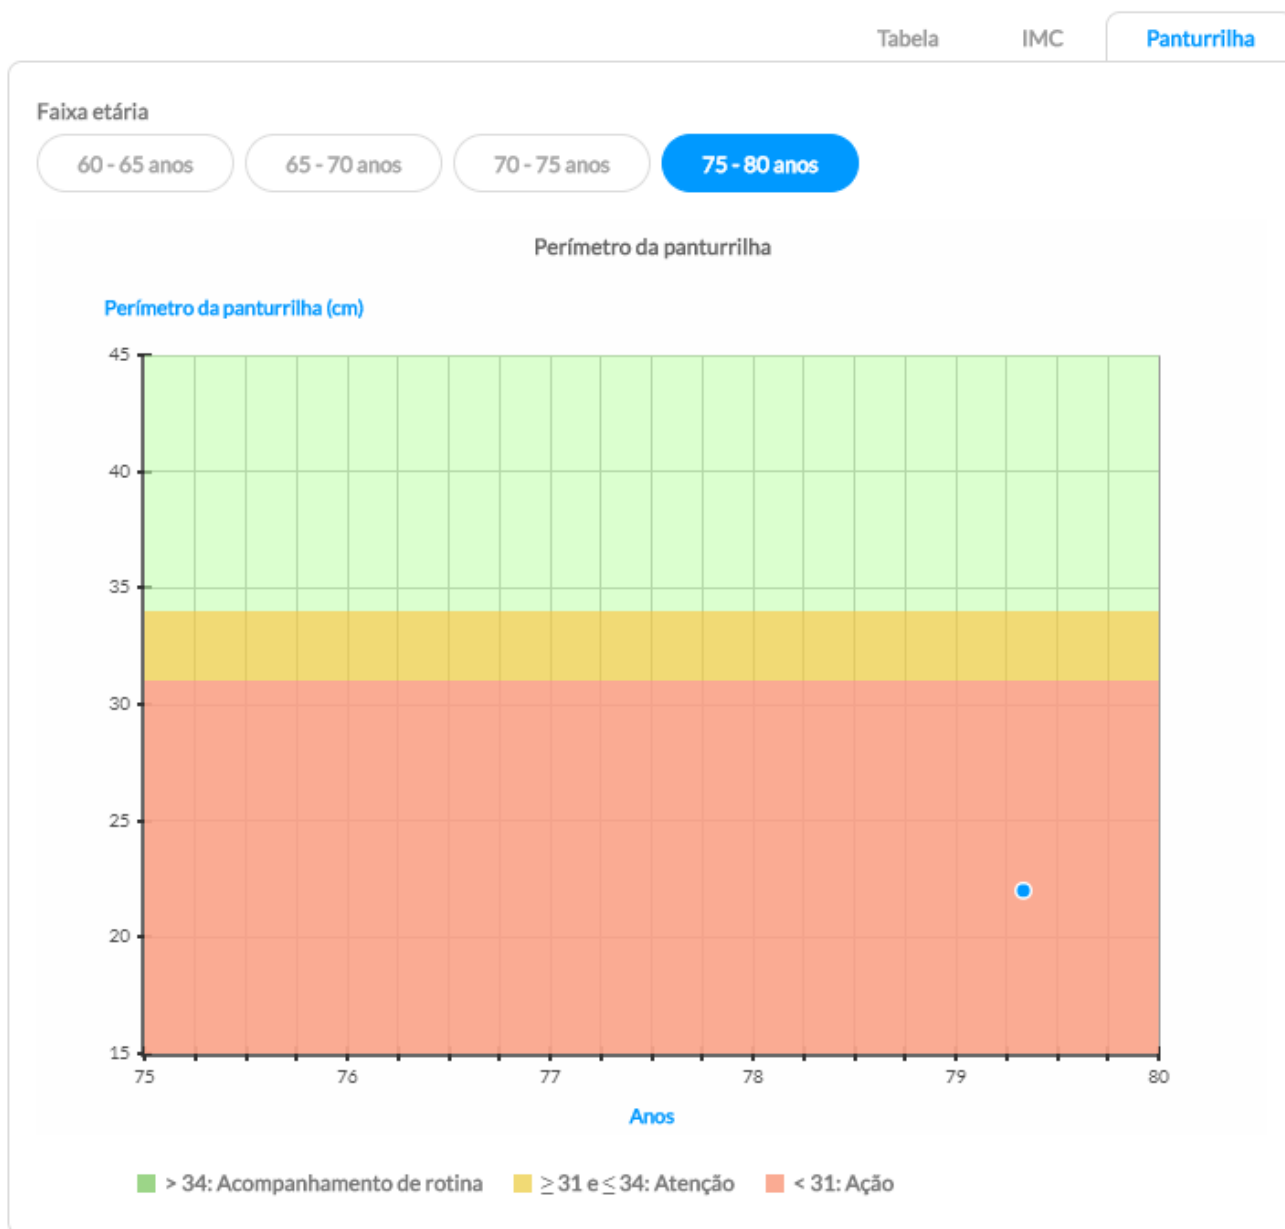 Tabela IMC Panturrilha
Faixa etária
60 - 65 anos 65 - 70 anos 70 - 75 anos 75 - 80 anos
Perímetro da panturrilha
Perímetro da panturrilha (cm)
45
40
35
30
25
20
15
75 76 77 78 79 80
Anos
> 34: Acompanhamento de rotina ≥ 31 e ≤ 34: Atenção < 31: Ação